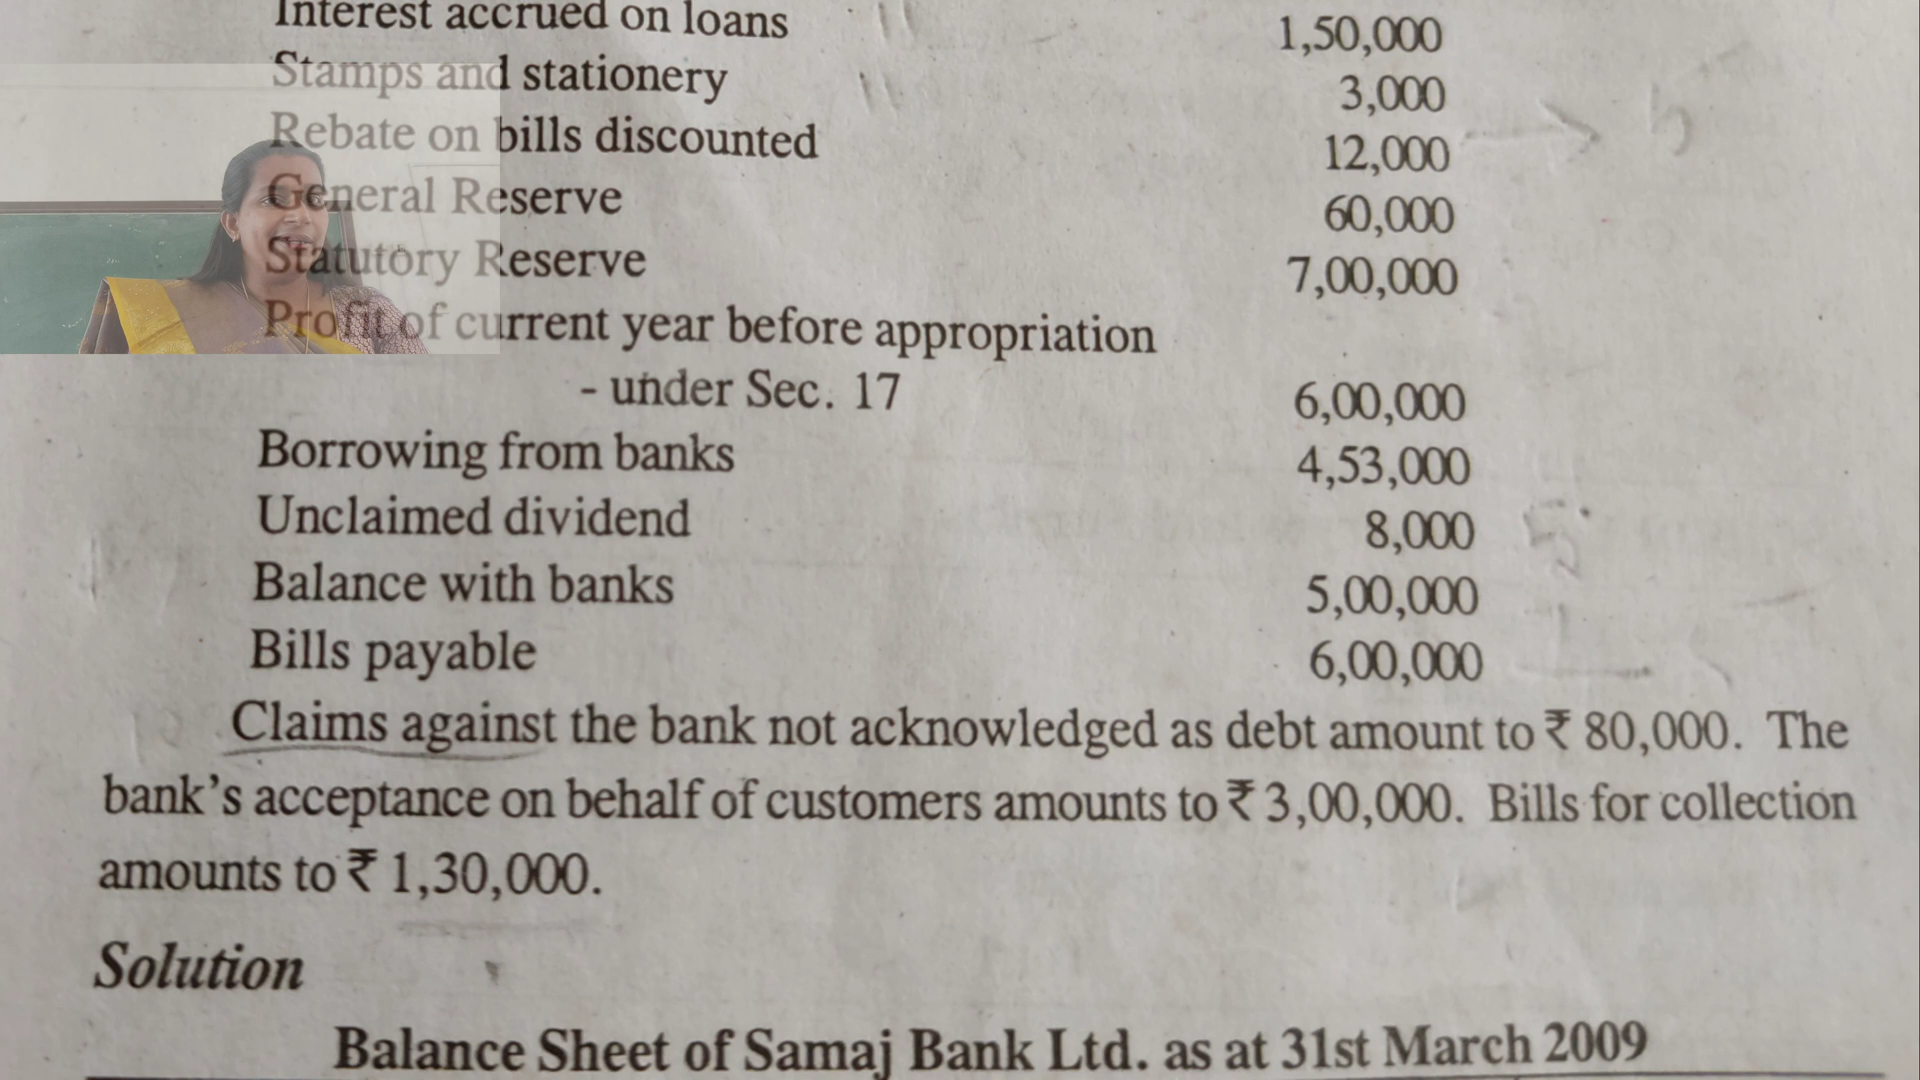 Interest accrued on loans 1,50,000
Stamps and stationery 3,000
Rebate on bills discounted 12,000
General Reserve 60,000
Statutory Reserve 7,00,000
Profit of current year before appropriation
- under Sec. 17 6,00,000
Borrowing from banks 4,53,000
Unclaimed dividend 8,000
Balance with banks 5,00,000
Bills payable 6,00,000
Claims against the bank not acknowledged as debt amount to ₹ 80,000. The
bank's acceptance on behalf of customers amounts to ₹ 3,00,000. Bills for collection
amounts to ₹ 1,30,000.
Solution
Balance Sheet of Samaj Bank Ltd. as at 31st March 2009